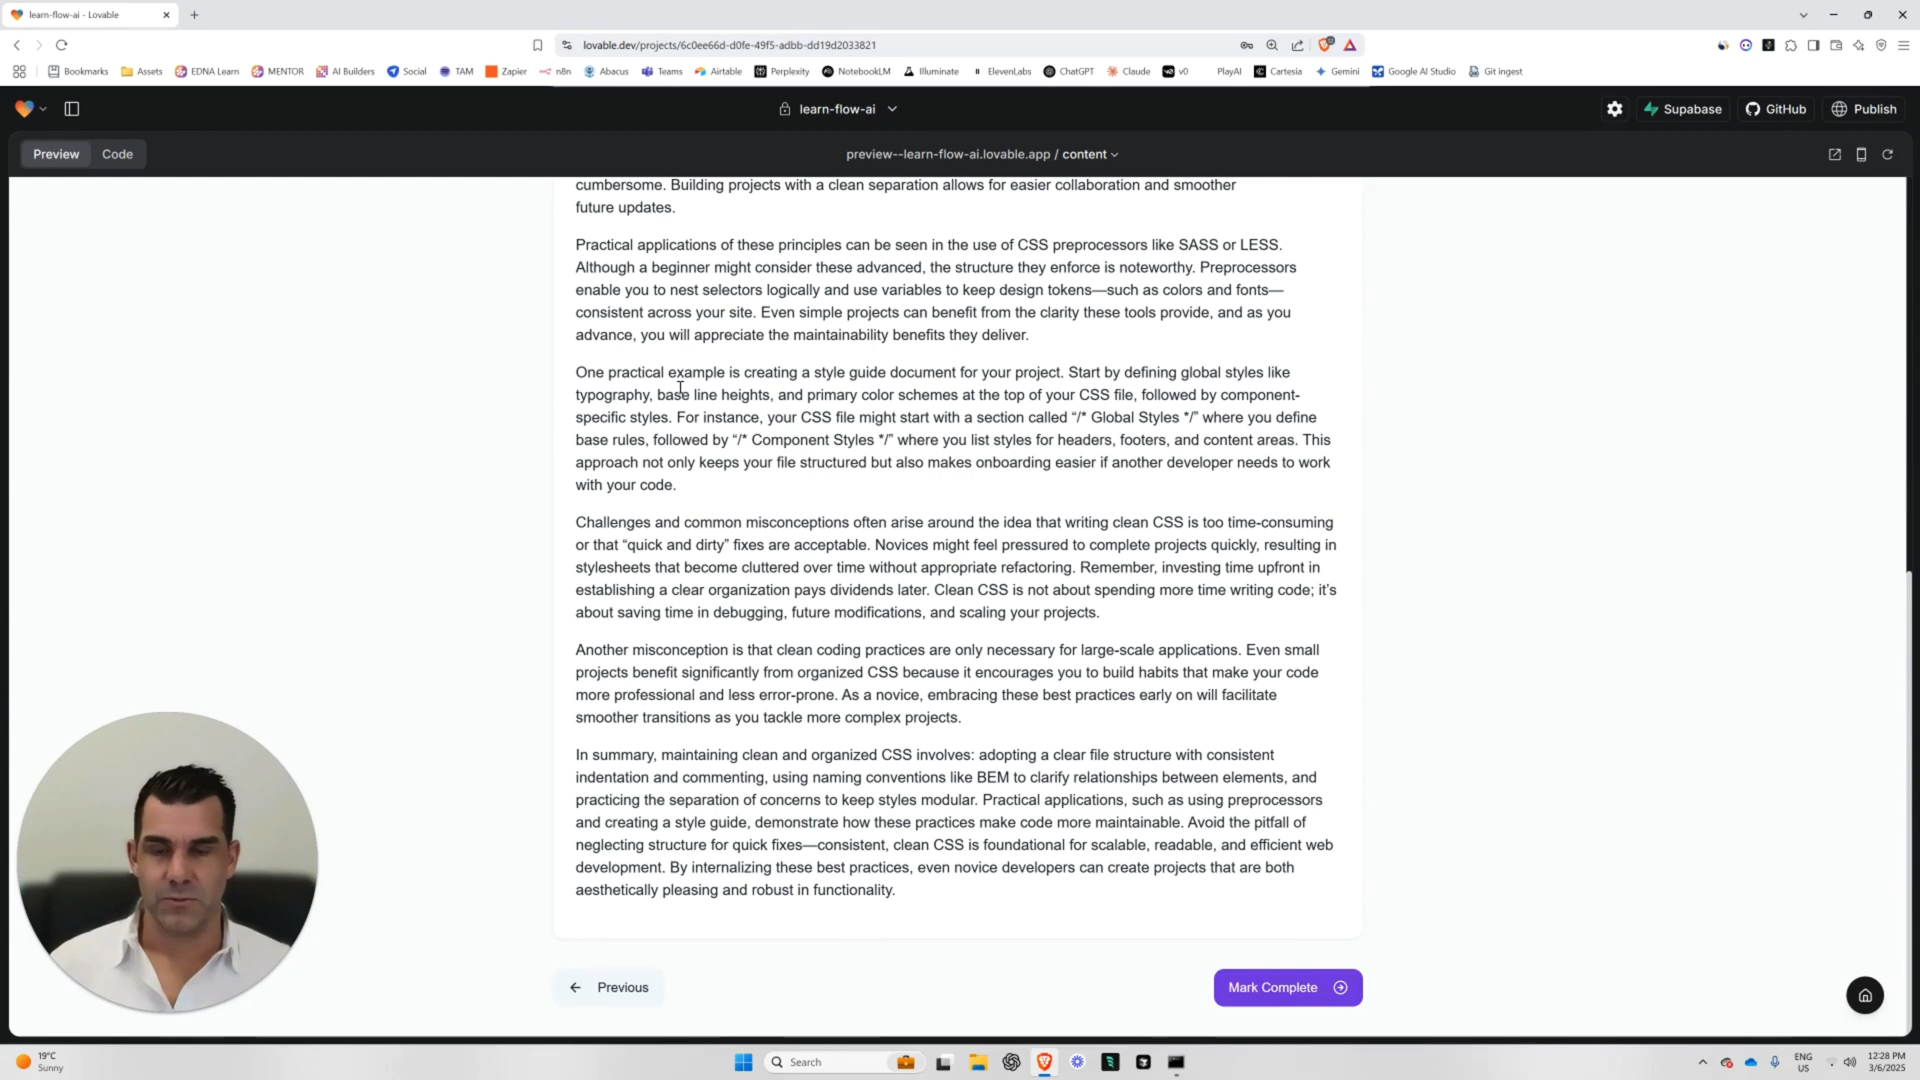 learn-flow-ai - Lovable
lovable.dev/projects/6c0ee66d-d0fe-49f5-adbb-dd19d2033821
Bookmarks Assets EDNA Learn MENTOR AI Builders Social TAM Zapier n8n Abacus Teams Airtable Perplexity NotebookLM Illuminate ElevenLabs ChatGPT Claude v0 PlayAI Cartesia Gemini Google AI Studio Git ingest
learn-flow-ai
Supabase GitHub Publish
Preview Code
preview--learn-flow-ai.lovable.app / content
cumbersome. Building projects with a clean separation allows for easier collaboration and smoother
future updates.
Practical applications of these principles can be seen in the use of CSS preprocessors like SASS or LESS.
Although a beginner might consider these advanced, the structure they enforce is noteworthy. Preprocessors
enable you to nest selectors logically and use variables to keep design tokens—such as colors and fonts—
consistent across your site. Even simple projects can benefit from the clarity these tools provide, and as you
advance, you will appreciate the maintainability benefits they deliver.
One practical example is creating a style guide document for your project. Start by defining global styles like
typography, base line heights, and primary color schemes at the top of your CSS file, followed by component-
specific styles. For instance, your CSS file might start with a section called “/* Global Styles */” where you define
base rules, followed by “/* Component Styles */” where you list styles for headers, footers, and content areas. This
approach not only keeps your file structured but also makes onboarding easier if another developer needs to work
with your code.
Challenges and common misconceptions often arise around the idea that writing clean CSS is too time-consuming
or that “quick and dirty” fixes are acceptable. Novices might feel pressured to complete projects quickly, resulting in
stylesheets that become cluttered over time without appropriate refactoring. Remember, investing time upfront in
establishing a clear organization pays dividends later. Clean CSS is not about spending more time writing code; it’s
about saving time in debugging, future modifications, and scaling your projects.
Another misconception is that clean coding practices are only necessary for large-scale applications. Even small
projects benefit significantly from organized CSS because it encourages you to build habits that make your code
more professional and less error-prone. As a novice, embracing these best practices early on will facilitate
smoother transitions as you tackle more complex projects.
In summary, maintaining clean and organized CSS involves: adopting a clear file structure with consistent
indentation and commenting, using naming conventions like BEM to clarify relationships between elements, and
practicing the separation of concerns to keep styles modular. Practical applications, such as using preprocessors
and creating a style guide, demonstrate how these practices make code more maintainable. Avoid the pitfall of
neglecting structure for quick fixes—consistent, clean CSS is foundational for scalable, readable, and efficient web
development. By internalizing these best practices, even novice developers can create projects that are both
aesthetically pleasing and robust in functionality.
Previous
Mark Complete
19°C
Sunny
Search
ENG
US
12:28 PM
3/6/2025